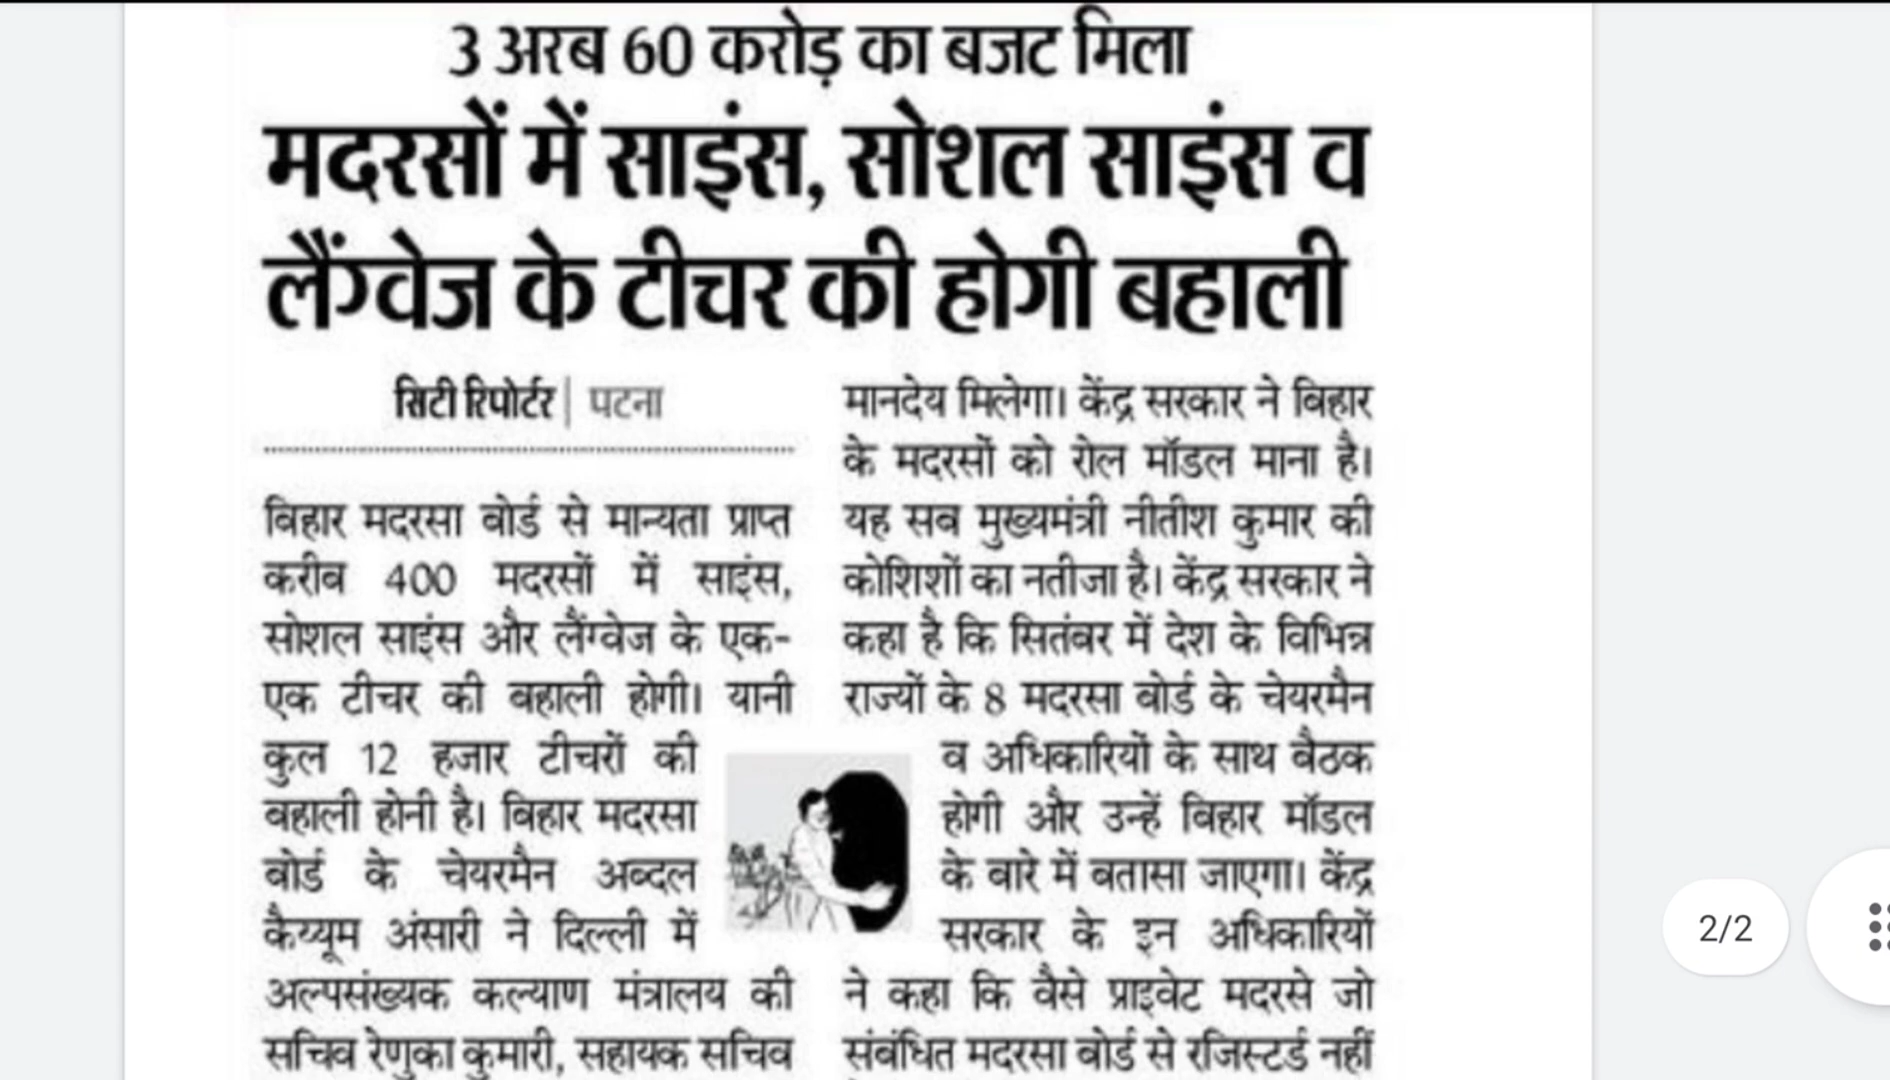 3 अरब 60 करोड़ का बजट मिला
मदरसों में साइंस, सोशल साइंस व
लैंग्वेज के टीचर की होगी बहाली
सिटी रिपोर्टर | पटना
विहार मदरसा बोर्ड से मान्यता प्राप्त
करीब 400 मदरसों में साइंस,
सोशल साइंस और लैंग्वेज के एक-
एक टीचर की बहाली होगी। यानी
कुल 12 हजार टीचरों की
बहाली होनी है। बिहार मदरसा
बोर्ड के चेयरमैन अब्दल
कैय्यूम अंसारी ने दिल्ली में
अल्पसंख्यक कल्याण मंत्रालय की
सचिव रेणुका कुमारी, सहायक सचिव
मानदेय मिलेगा। केंद्र सरकार ने बिहार
के मदरसों को रोल मॉडल माना है।
यह सब मुख्यमंत्री नीतीश कुमार की
कोशिशों का नतीजा है। केंद्र सरकार ने
कहा है कि सितंबर में देश के विभिन्न
राज्यों के 8 मदरसा बोर्ड के चेयरमैन
व अधिकारियों के साथ बैठक
होगी और उन्हें बिहार मॉडल
के बारे में बतासा जाएगा। केंद्र
सरकार के इन अधिकारियों
ने कहा कि वैसे प्राइवेट मदरसे जो
संबंधित मदरसा बोर्ड से रजिस्टर्ड नहीं
2/2